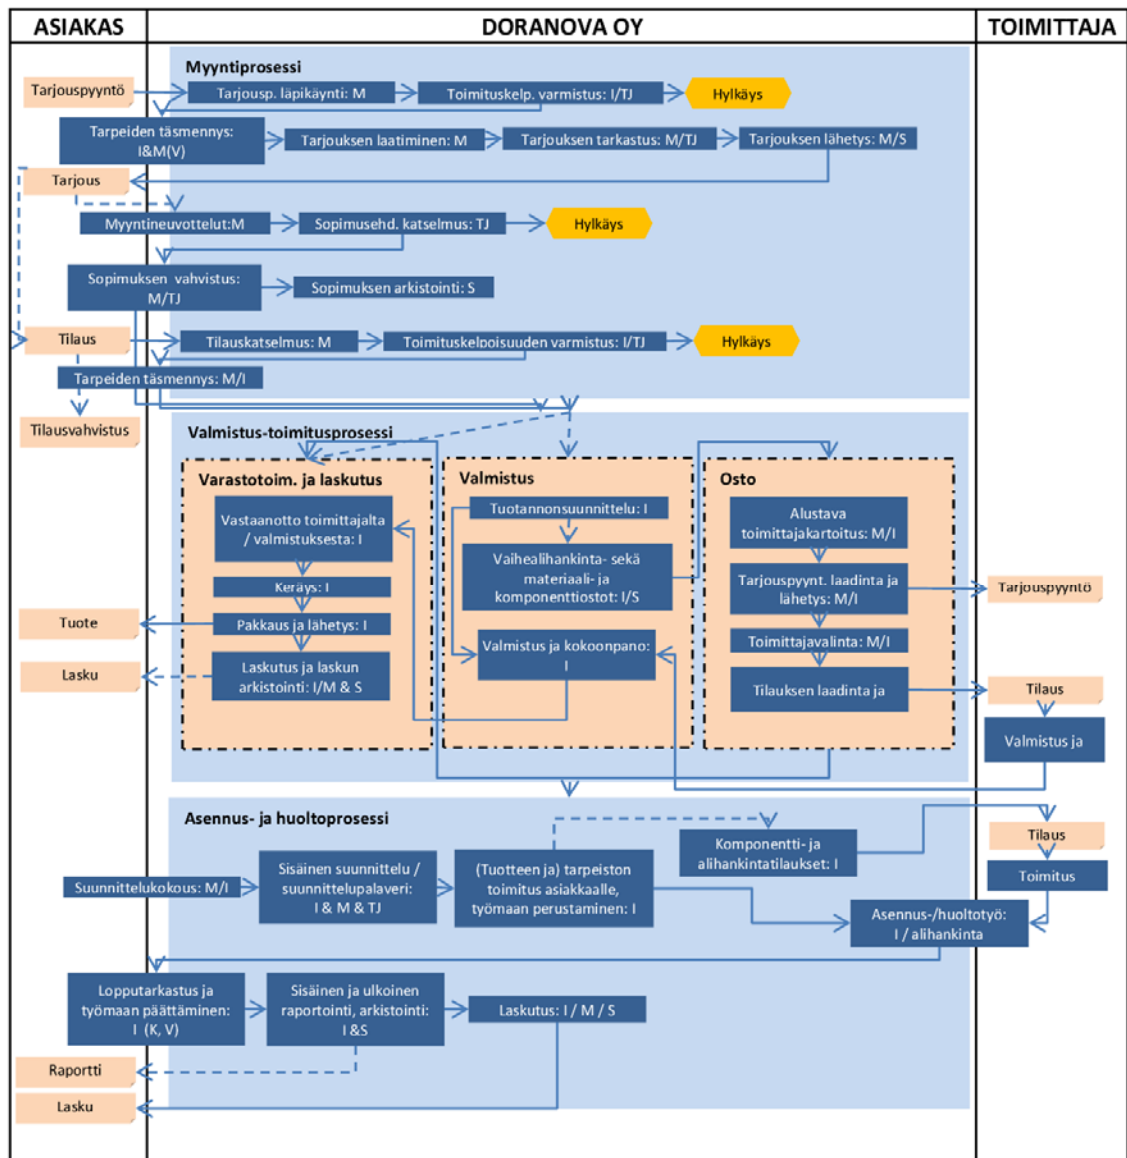 ASIAKAS
DORANOVA OY
TOIMITTAJA
Myyntiprosessi
Tarjouspyyntö
Tarjousp. läpikäynti: M
Toimituskelp. varmistus: I/TJ
Hylkäys
Tarpeiden täsmennys:
I&M(V)
Tarjouksen laatiminen: M
Tarjouksen tarkastus: M/TJ
Tarjouksen lähetys: M/S
Tarjous
Myyntineuvottelut:M
Sopimusehd. katselmus: TJ
Hylkäys
Sopimuksen vahvistus:
M/TJ
Sopimuksen arkistointi: S
Tilaus
Tilauskatselmus: M
Toimituskelpoisuuden varmistus: I/TJ
Hylkäys
Tarpeiden täsmennys: M/I
Tilausvahvistus
Valmistus-toimitusprosessi
Varastotoim. ja laskutus
Vastaanotto toimittajalta
/ valmistuksesta: I
Keräys: I
Pakkaus ja lähetys: I
Laskutus ja laskun
arkistointi: I/M & S
Tuote
Lasku
Valmistus
Tuotannonsuunnittelu: I
Vaihealihankinta- sekä
materiaali- ja
komponenttiostot: I/S
Valmistus ja kokoonpano:
I
Osto
Alustava
toimittajakartoitus: M/I
Tarjouspyynt. laadinta ja
lähetys: M/I
Toimittajavalinta: M/I
Tilauksen laadinta ja
Tarjouspyyntö
Tilaus
Valmistus ja
Asennus- ja huoltoprosessi
Suunnittelukokous: M/I
Sisäinen suunnittelu /
suunnittelupalaveri:
I & M & TJ
(Tuotteen ja) tarpeiston
toimitus asiakkaalle,
työmaan perustaminen: I
Komponentti- ja
alihankintatilaukset: I
Tilaus
Toimitus
Asennus-/huoltotyö:
I / alihankinta
Lopputarkastus ja
työmaan päättäminen:
I (K, V)
Sisäinen ja ulkoinen
raportointi, arkistointi:
I &S
Laskutus: I / M / S
Raportti
Lasku